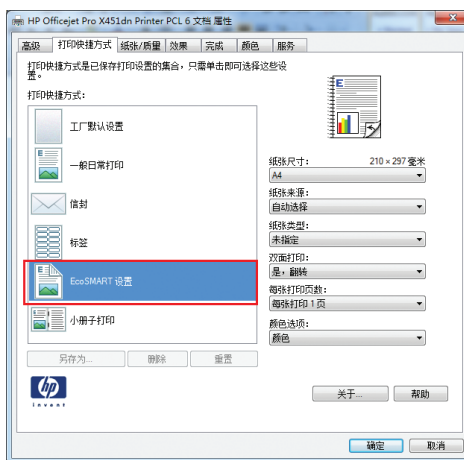 HP Officejet Pro X451dn Printer PCL 6 文档 属性
高级 打印快捷方式 纸张/质量 效果 完成 颜色 服务
打印快捷方式是已保存打印设置的集合，只需单击即可选择这些设
置。
打印快捷方式：
工厂默认设置
一般日常打印
信封
标签
EcoSMART 设置
小册子打印
另存为... 删除 重置
纸张尺寸： 210 × 297 毫米
A4
纸张来源：
自动选择
纸张类型：
未指定
双面打印：
是，翻转
每张打印页数：
每张打印 1 页
颜色选项：
颜色
hp
invent
关于... 帮助
确定 取消